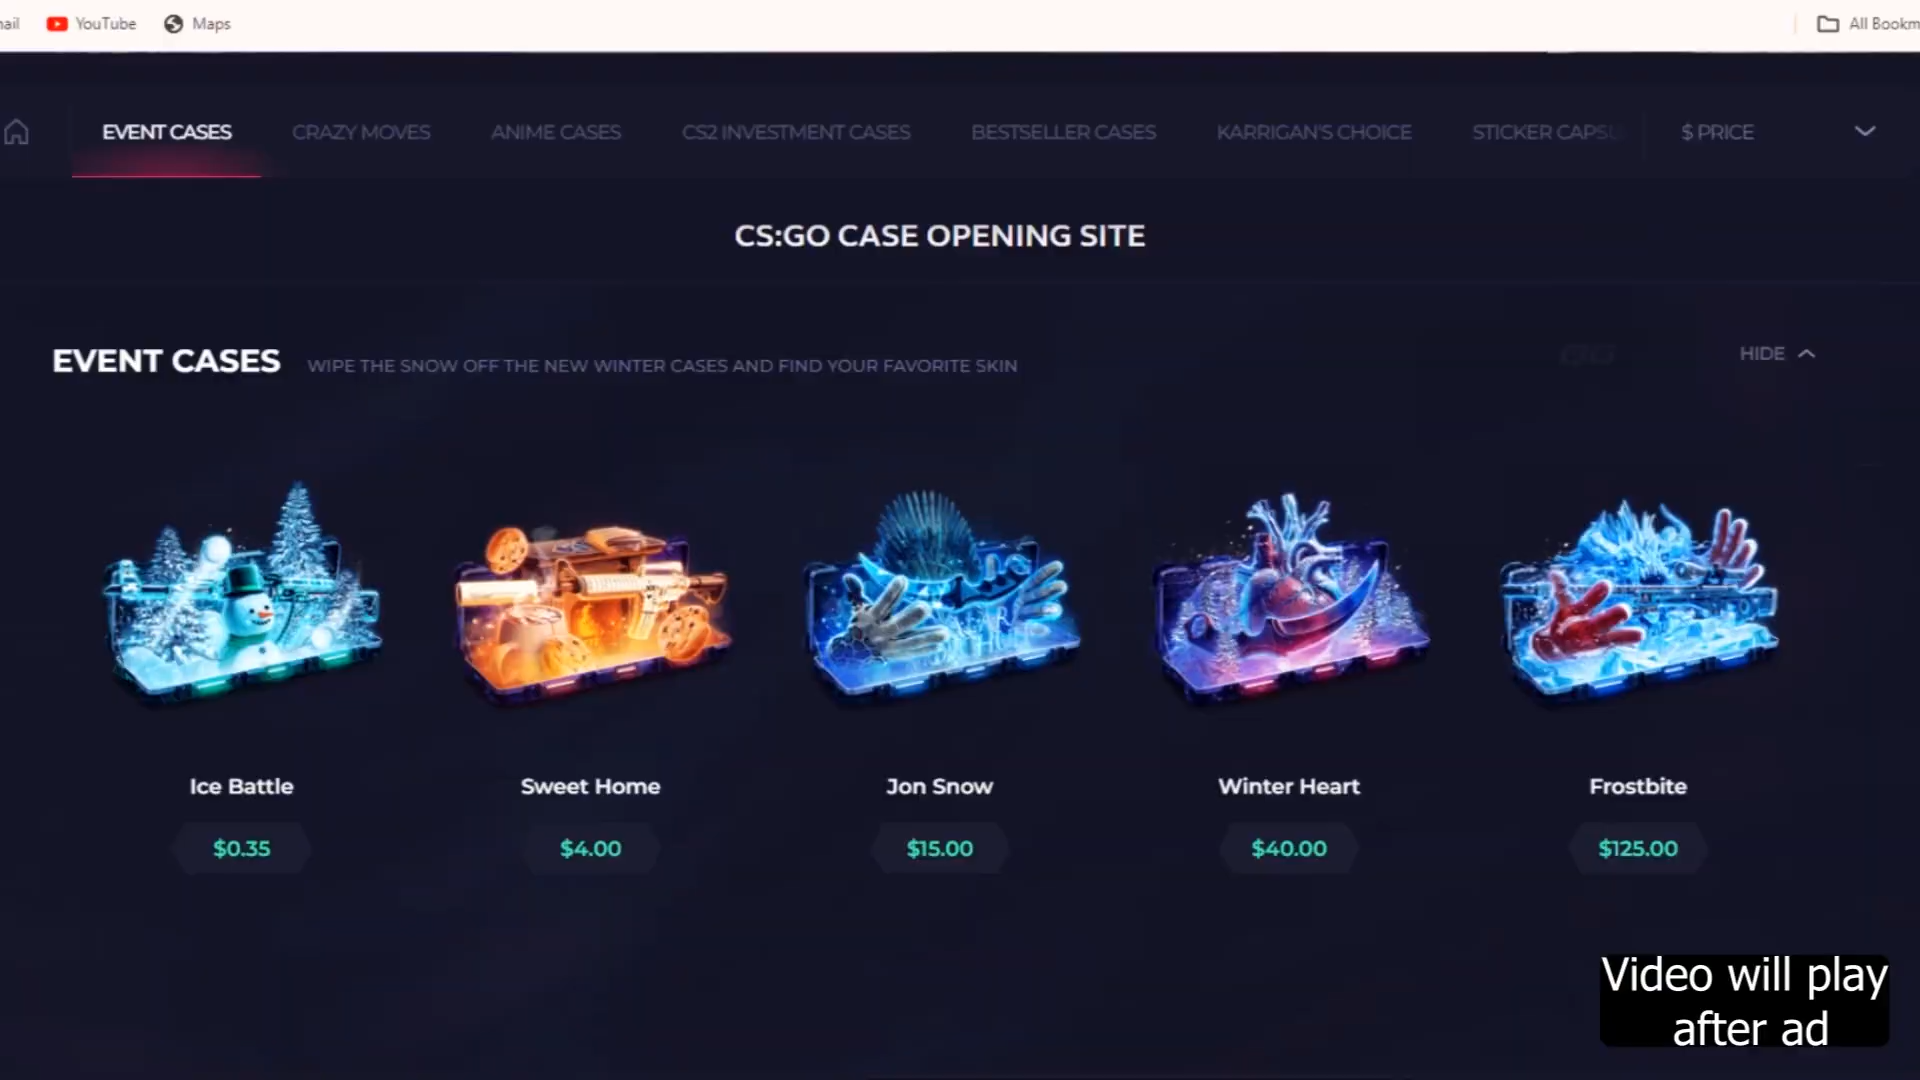 YouTube
Maps
All Bookm
EVENT CASES
CRAZY MOVES
ANIME CASES
CS2 INVESTMENT CASES
BESTSELLER CASES
KARRIGAN'S CHOICE
STICKER CAPSU
$ PRICE
CS:GO CASE OPENING SITE
EVENT CASES
WIPE THE SNOW OFF THE NEW WINTER CASES AND FIND YOUR FAVORITE SKIN
HIDE
Ice Battle
Sweet Home
Jon Snow
Winter Heart
Frostbite
$0.35
$4.00
$15.00
$40.00
$125.00
Video will play
after ad